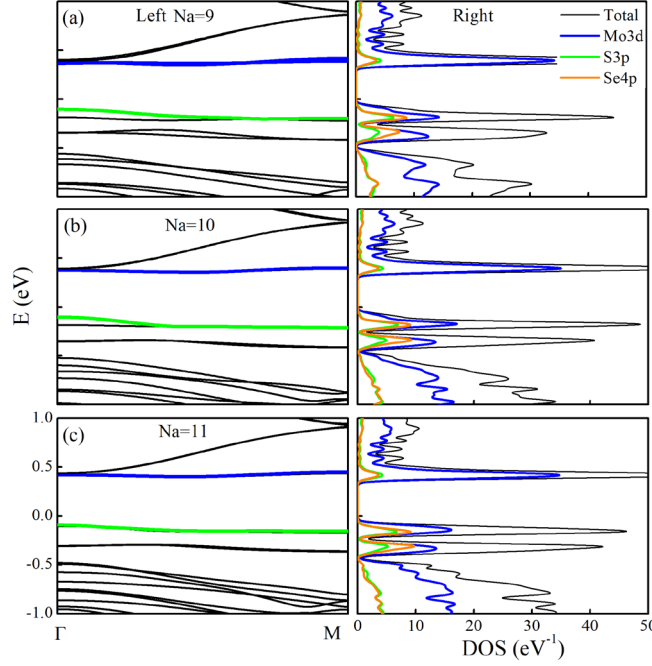 (a) Left Na=9 Right
Total
Mo3d
S3p
Se4p
(b)
Na=10
E (eV)
1.0
(c) Na=11
0.5
0.0
-0.5
-1.0
Γ M 0 10 20 30 40 50
DOS (eV⁻¹)